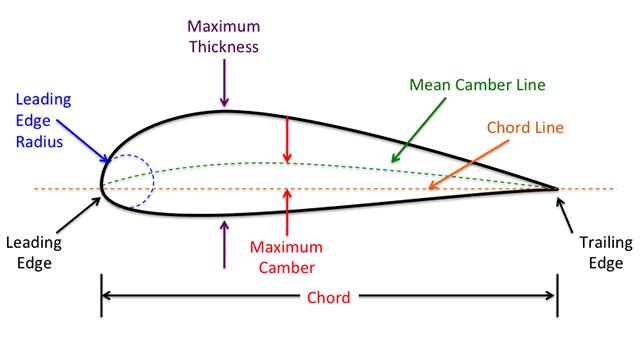 Maximum
Thickness
Leading
Edge
Radius
Mean Camber Line
Chord Line
Leading
Edge
Maximum
Camber
Trailing
Edge
Chord